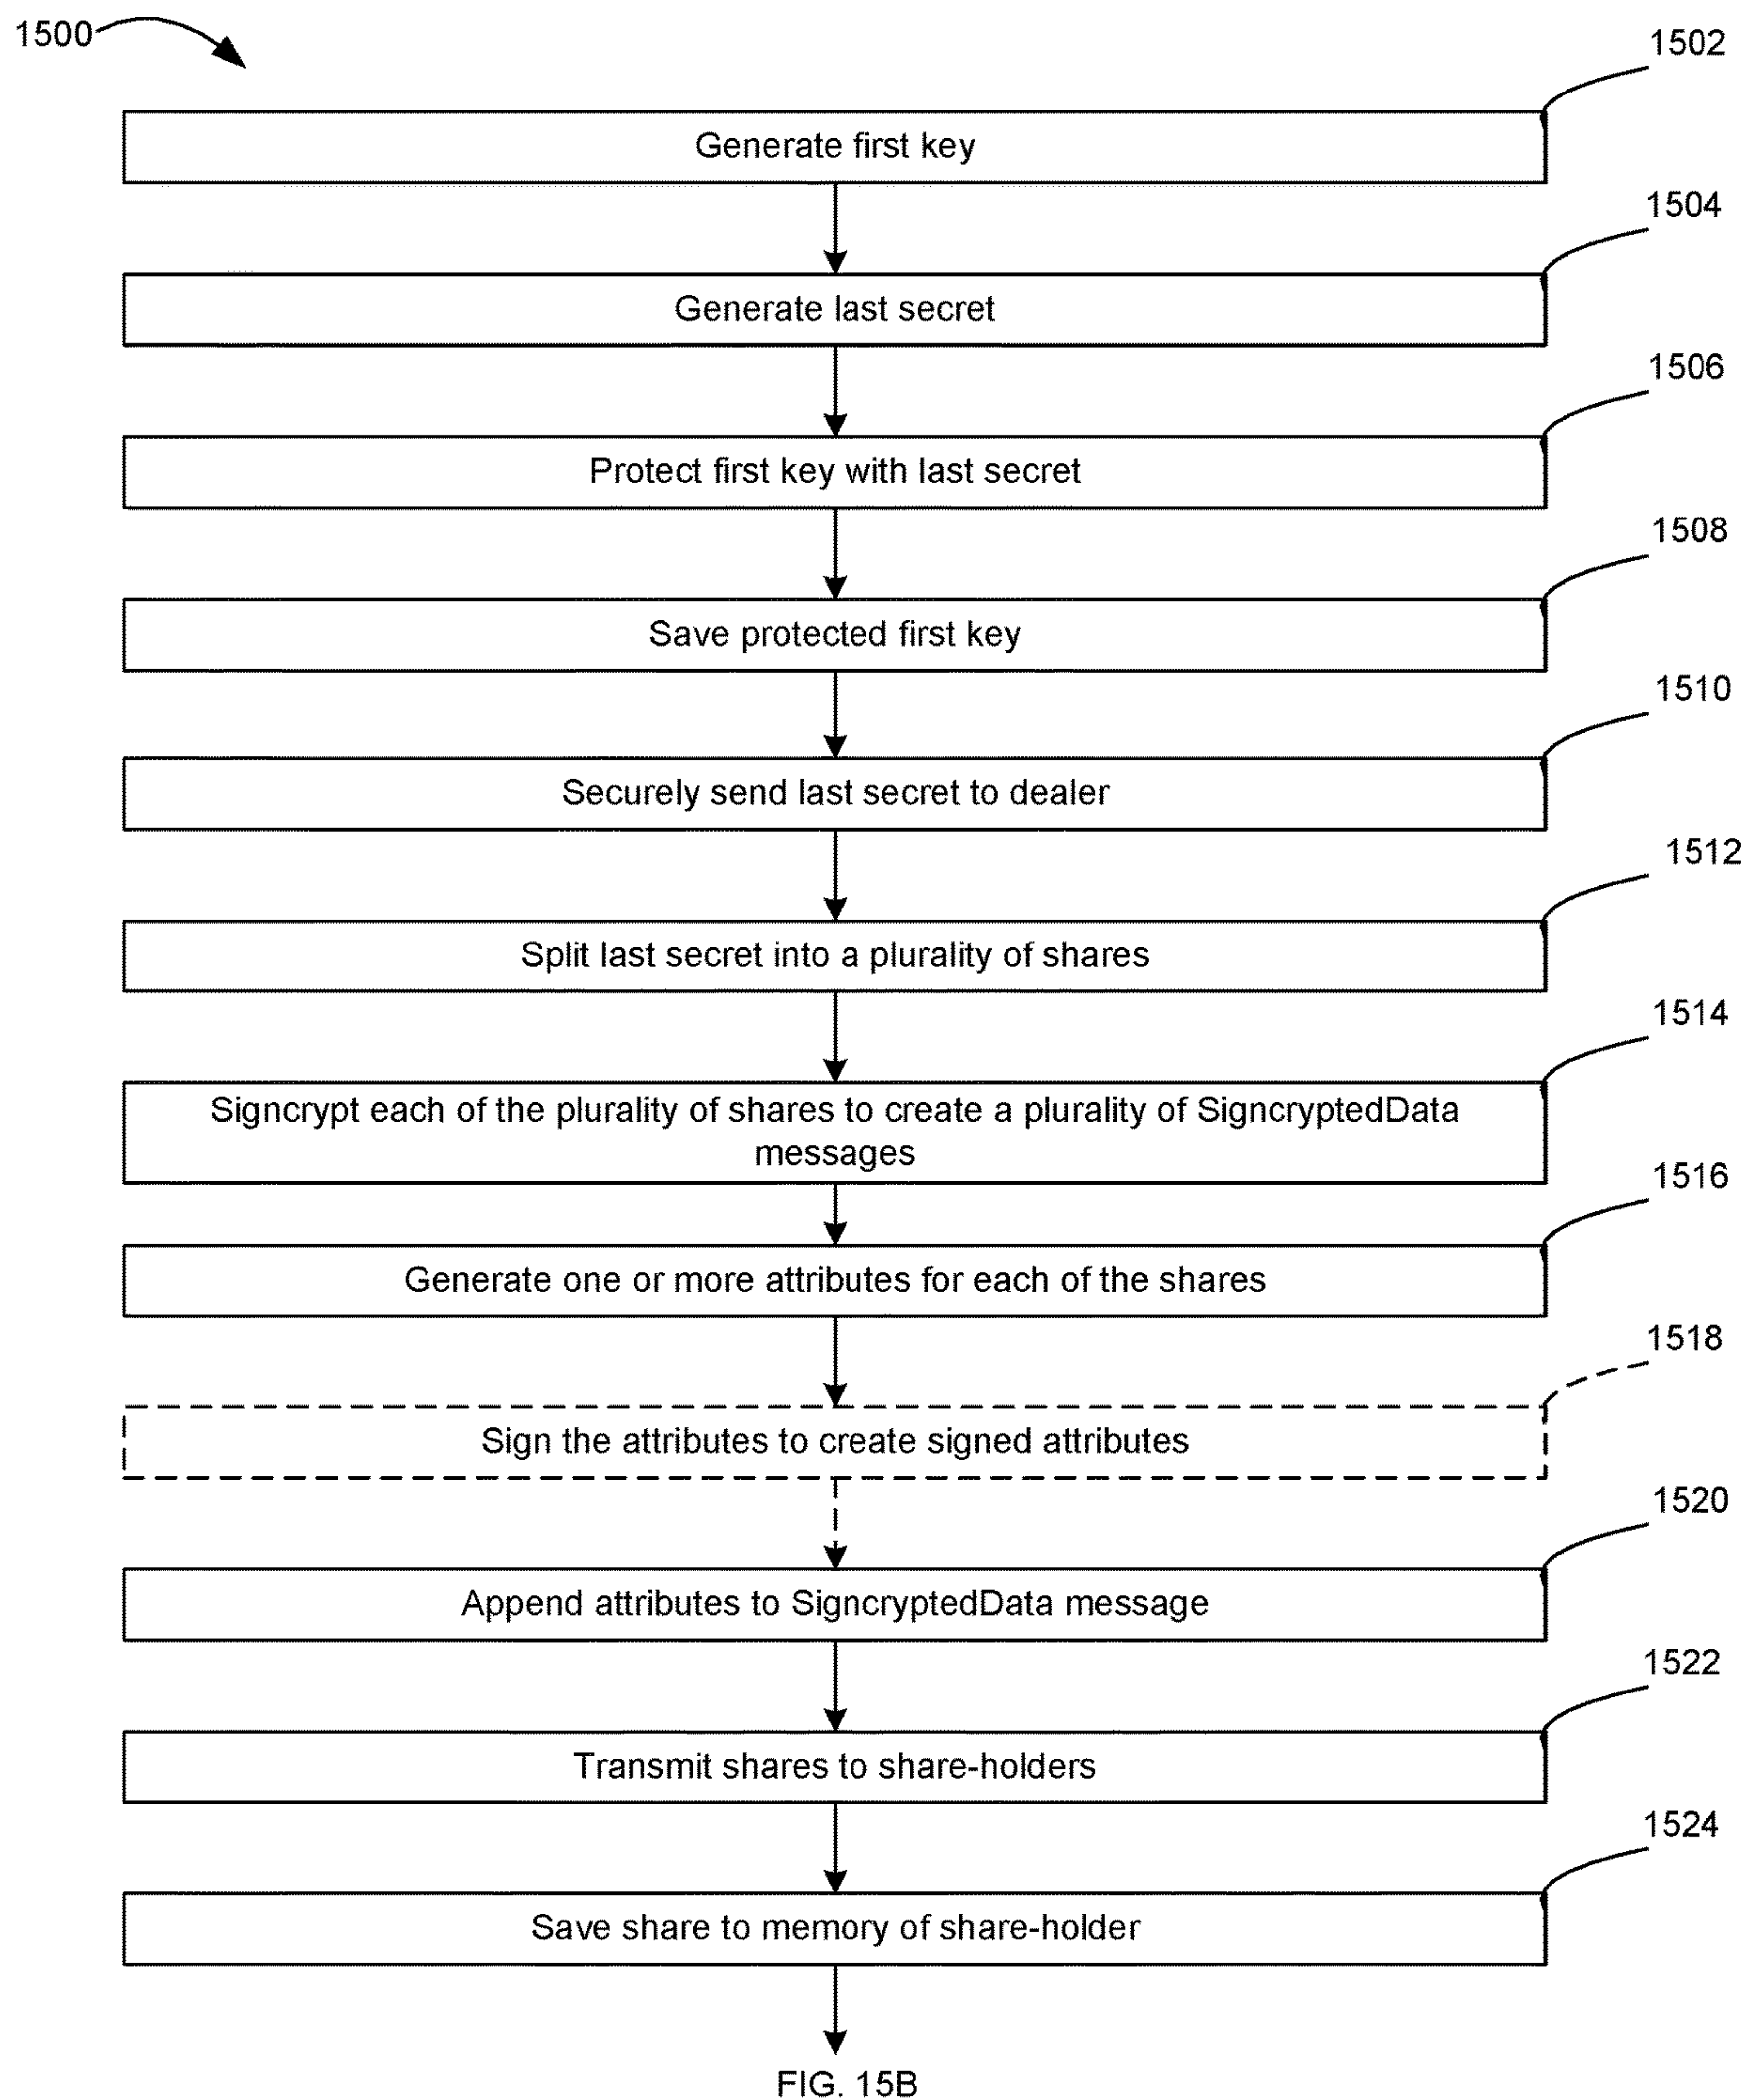 1500
1502
Generate first key
1504
Generate last secret
1506
Protect first key with last secret
1508
Save protected first key
1510
Securely send last secret to dealer
1512
Split last secret into a plurality of shares
1514
Signcrypt each of the plurality of shares to create a plurality of SigncryptedData
messages
1516
Generate one or more attributes for each of the shares
1518
Sign the attributes to create signed attributes
1520
Append attributes to SigncryptedData message
1522
Transmit shares to share-holders
1524
Save share to memory of share-holder
FIG. 15B